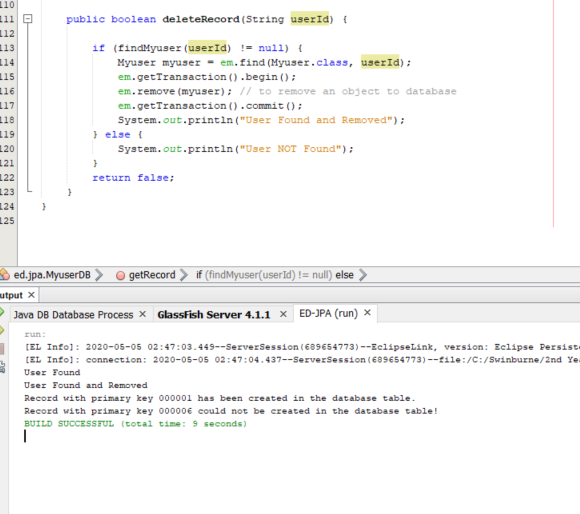 110
111 public boolean deleteRecord(String userId) {
112
113 if (findMyuser(userId) != null) {
114 Myuser myuser = em.find(Myuser.class, userId);
115 em.getTransaction().begin();
116 em.remove(myuser); // to remove an object to database
117 em.getTransaction().commit();
118 System.out.println("User Found and Removed");
119 } else {
120 System.out.println("User NOT Found");
121 }
122 return false;
123 }
124 }
125
ed.jpa.MyuserDB getRecord if (findMyuser(userId) != null) else
utput ×
Java DB Database Process × GlassFish Server 4.1.1 × ED-JPA (run) ×
run:
[EL Info]: 2020-05-05 02:47:03.449--ServerSession(689654773)--EclipseLink, version: Eclipse Persist
[EL Info]: connection: 2020-05-05 02:47:04.437--ServerSession(689654773)--file:/C:/Swinburne/2nd Yea
User Found
User Found and Removed
Record with primary key 000001 has been created in the database table.
Record with primary key 000006 could not be created in the database table!
BUILD SUCCESSFUL (total time: 9 seconds)